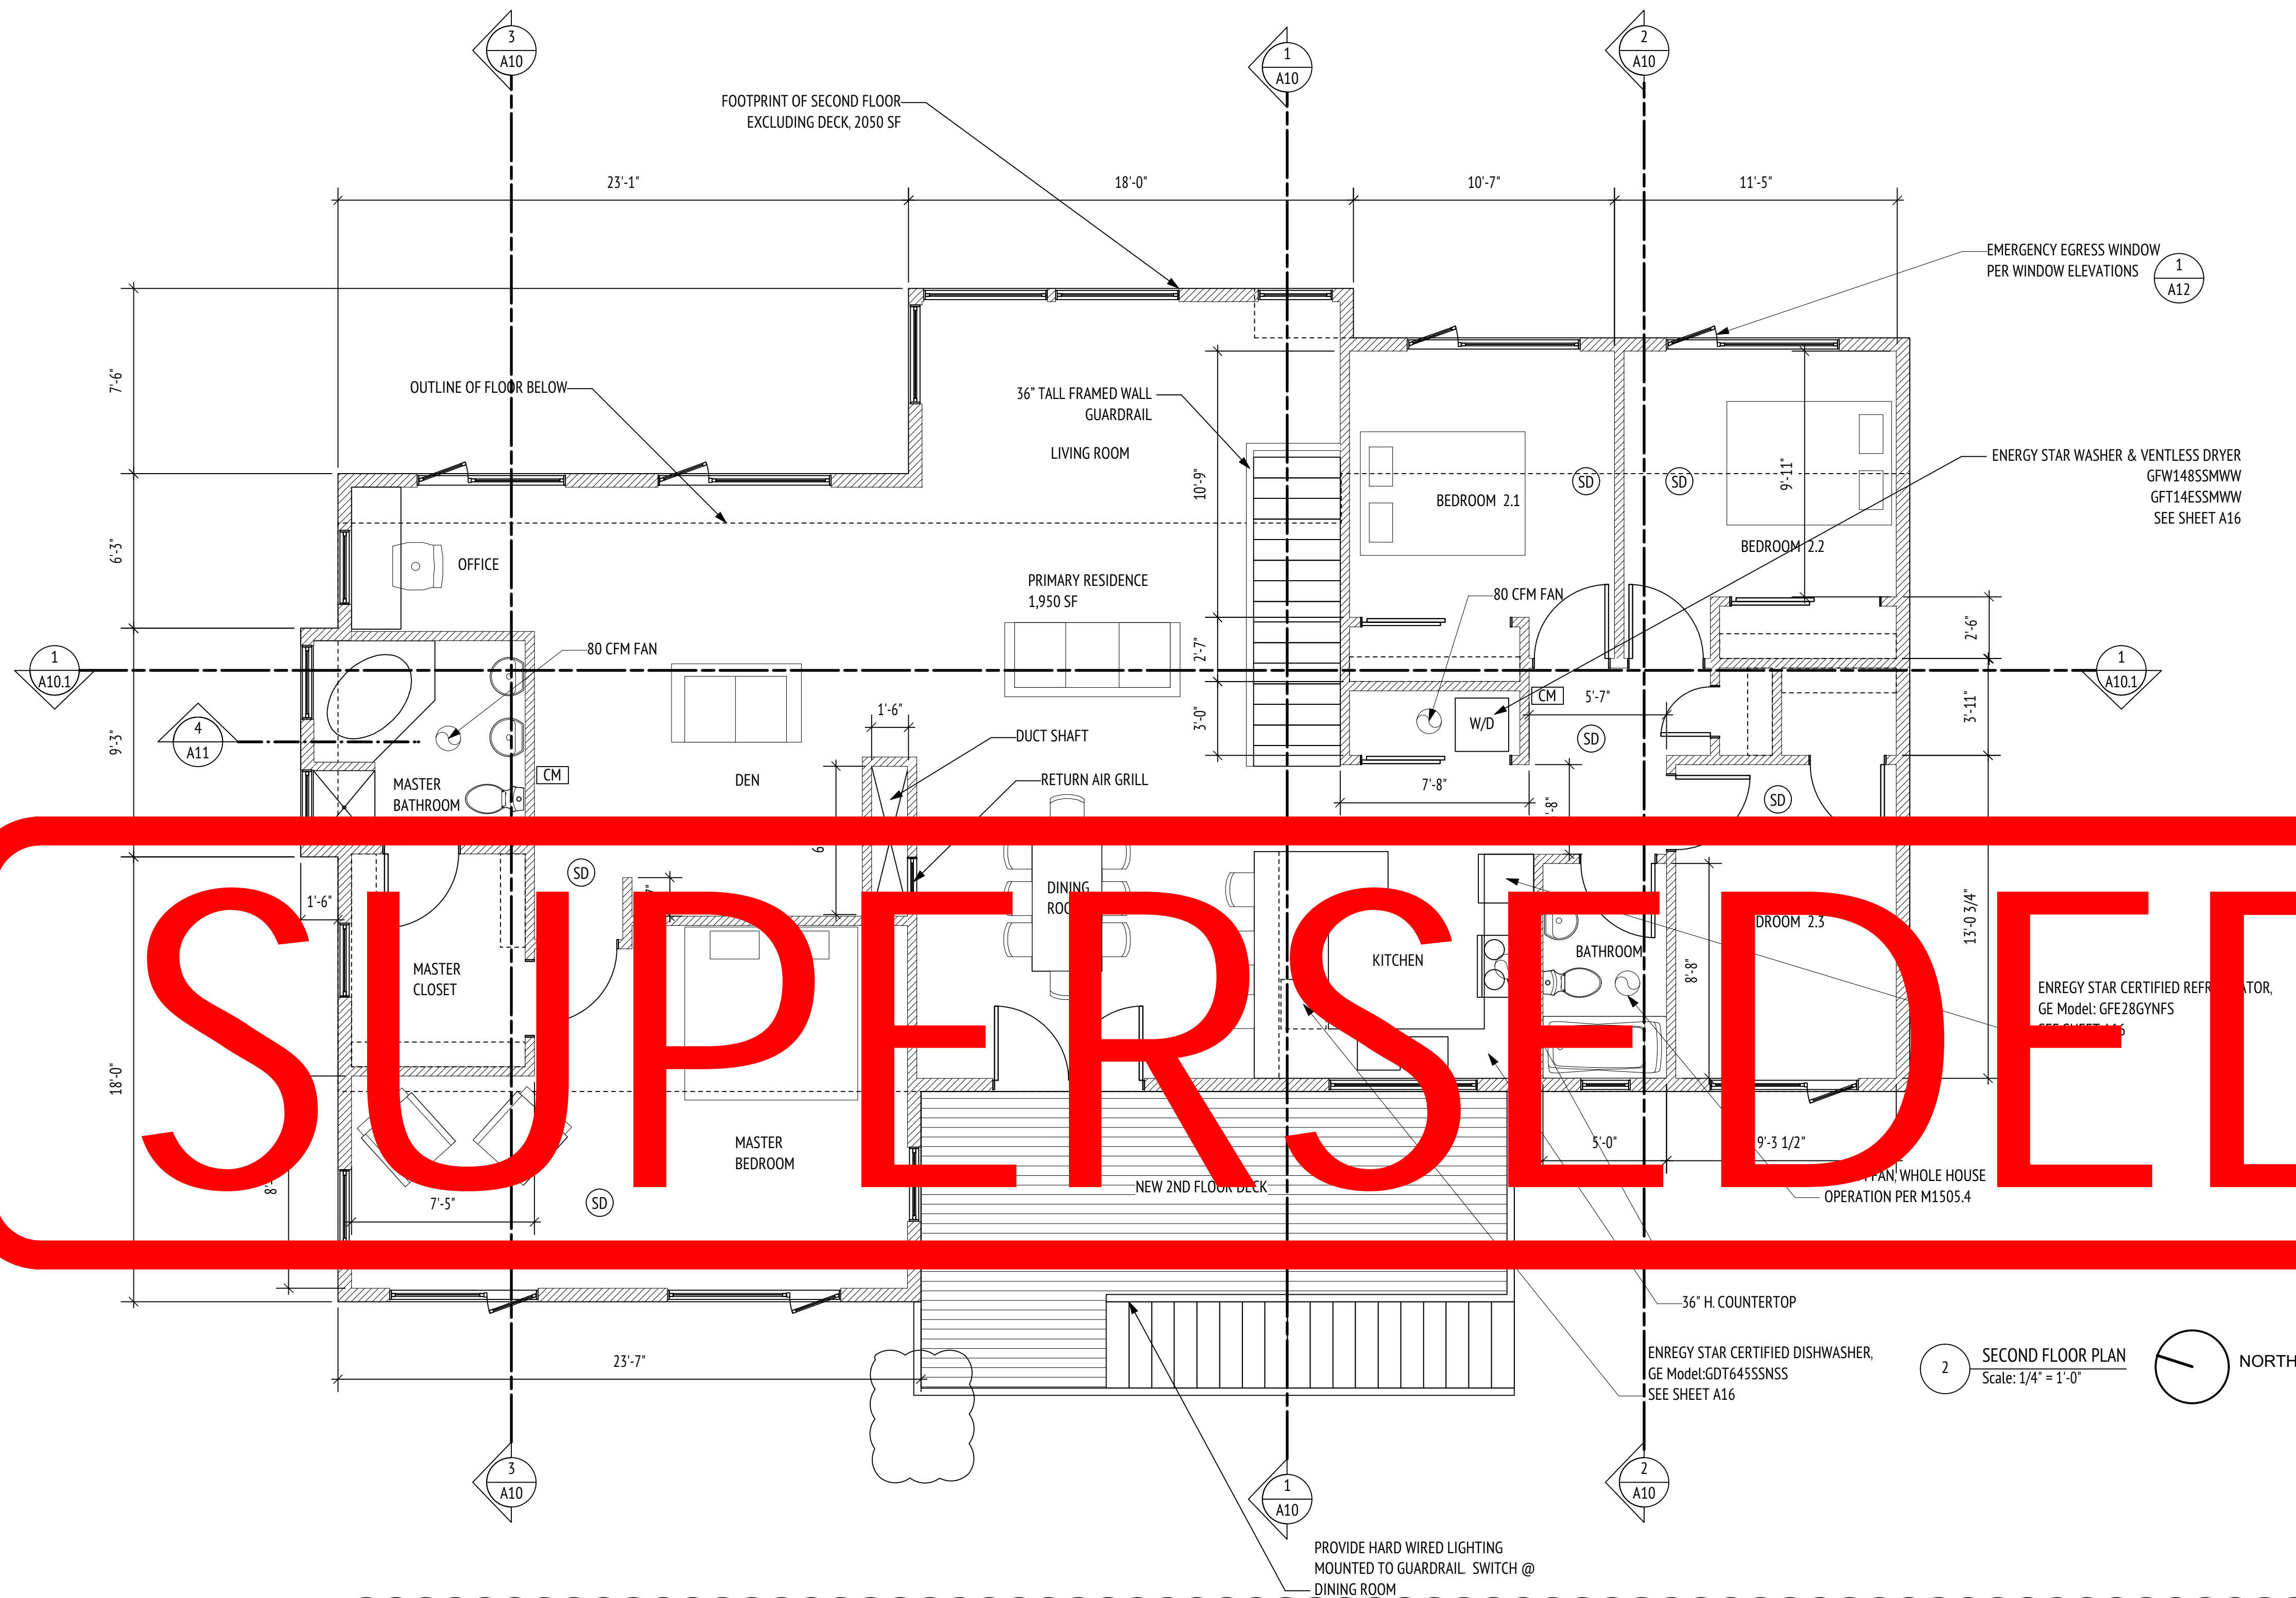 3
A10
1
A10
2
A10
FOOTPRINT OF SECOND FLOOR
EXCLUDING DECK, 2050 SF
23'-1"
18'-0"
10'-7"
11'-5"
EMERGENCY EGRESS WINDOW
PER WINDOW ELEVATIONS
1
A12
7'-6"
OUTLINE OF FLOOR BELOW
36" TALL FRAMED WALL
GUARDRAIL
LIVING ROOM
ENERGY STAR WASHER & VENTLESS DRYER
GFW148SSMWW
GFT14ESSMWW
SEE SHEET A16
10'-9"
9'-11"
SD
SD
BEDROOM 2.1
BEDROOM 2.2
6'-3"
OFFICE
PRIMARY RESIDENCE
1,950 SF
80 CFM FAN
2'-6"
80 CFM FAN
2'-7"
1
A10.1
1
A10.1
CM
5'-7"
1'-6"
3'-0"
W/D
3'-11"
4
A11
9'-3"
DUCT SHAFT
SD
CM
DEN
RETURN AIR GRILL
MASTER
BATHROOM
7'-8"
SD
SD
1'-6"
DINING
13'-0 3/4"
SUPERSEDED
BATHROOM
KITCHEN
MASTER
CLOSET
8'-8"
GE Model: GFE28GYNFS
18'-0"
MASTER
BEDROOM
5'-0"
9'-3 1/2"
NEW 2ND FLOOR DECK
FAN, WHOLE HOUSE
OPERATION PER M1505.4
7'-5"
SD
36" H. COUNTERTOP
23'-7"
ENREGY STAR CERTIFIED DISHWASHER,
GE Model:GDT645SSNSS
SEE SHEET A16
2
SECOND FLOOR PLAN
Scale: 1/4" = 1'-0"
NORTH
3
A10
1
A10
2
A10
PROVIDE HARD WIRED LIGHTING
MOUNTED TO GUARDRAIL. SWITCH @
DINING ROOM